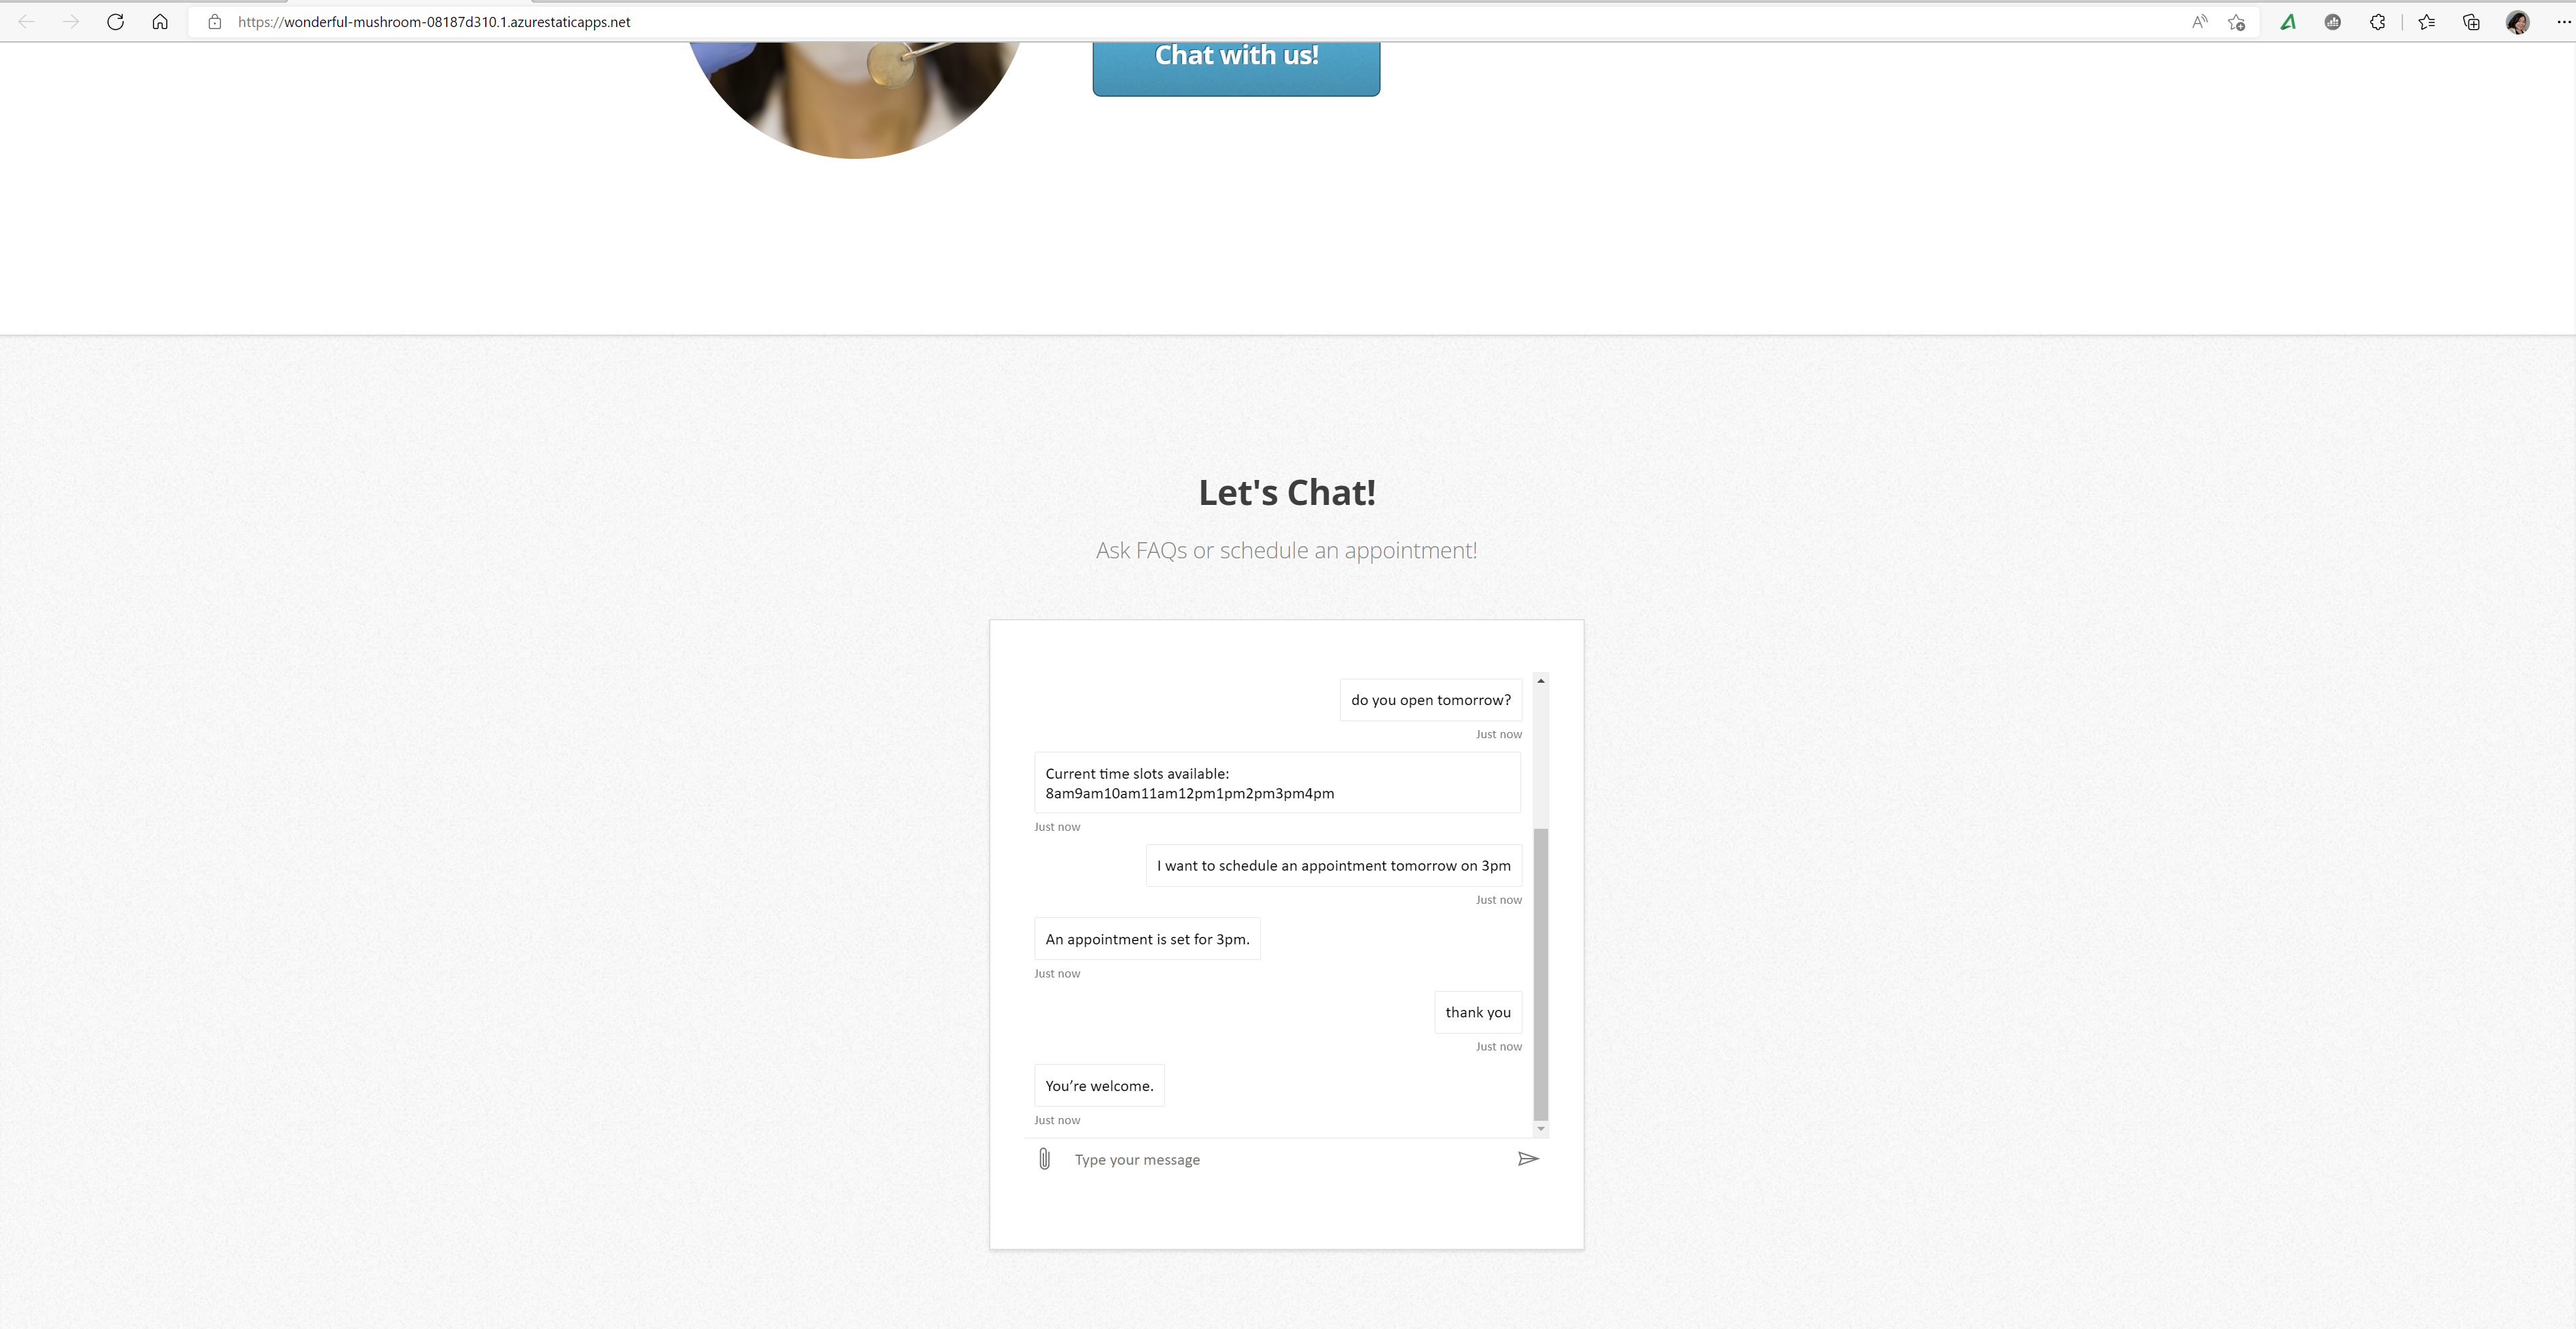 https://wonderful-mushroom-08187d310.1.azurestaticapps.net
Chat with us!
Let's Chat!
Ask FAQs or schedule an appointment!
do you open tomorrow?
Just now
Current time slots available:
8am9am10am11am12pm1pm2pm3pm4pm
Just now
I want to schedule an appointment tomorrow on 3pm
Just now
An appointment is set for 3pm.
Just now
thank you
Just now
You’re welcome.
Just now
Type your message